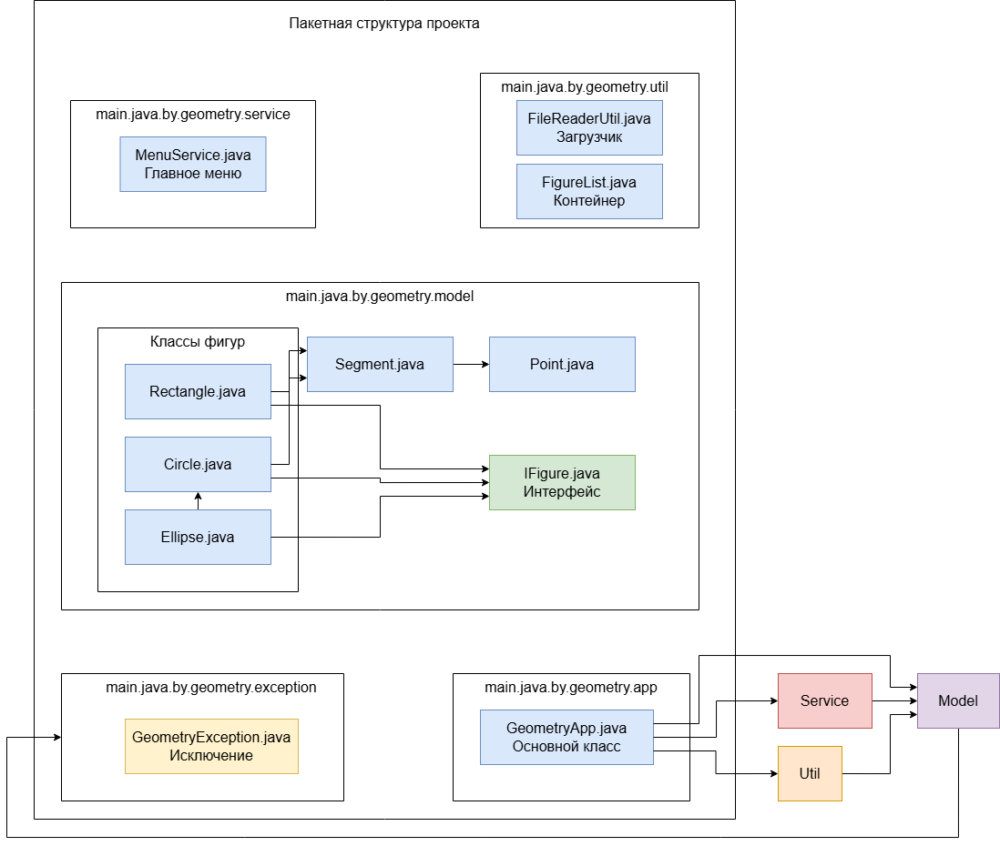 Пакетная структура проекта
main.java.by.geometry.service
MenuService.java
Главное меню
main.java.by.geometry.util
FileReaderUtil.java
Загрузчик
FigureList.java
Контейнер
main.java.by.geometry.model
Классы фигур
Rectangle.java
Circle.java
Ellipse.java
Segment.java
Point.java
IFigure.java
Интерфейс
main.java.by.geometry.exception
GeometryException.java
Исключение
main.java.by.geometry.app
GeometryApp.java
Основной класс
Service
Util
Model